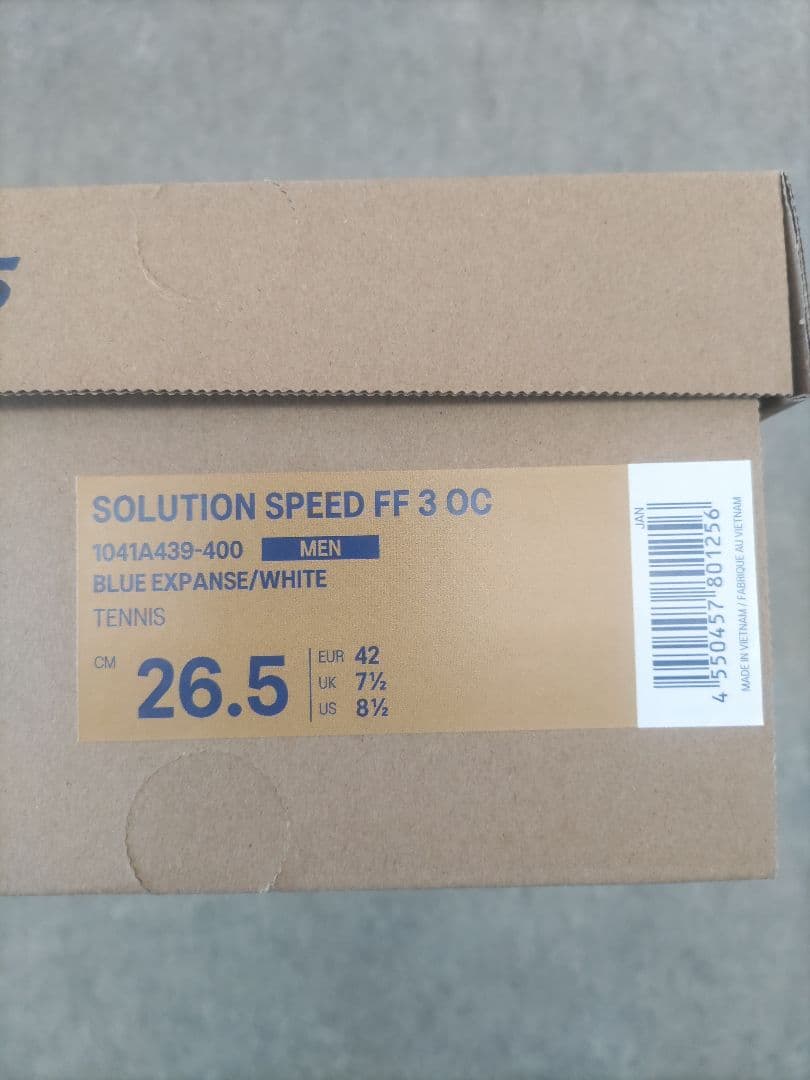 SOLUTION SPEED FF 3 OC
1041A439-400 MEN
BLUE EXPANSE/WHITE
TENNIS
CM 26.5
EUR 42
UK 7½
US 8½
JAN
4 550457 801256
MADE IN VIETNAM / FABRIQUE AU VIETNAM